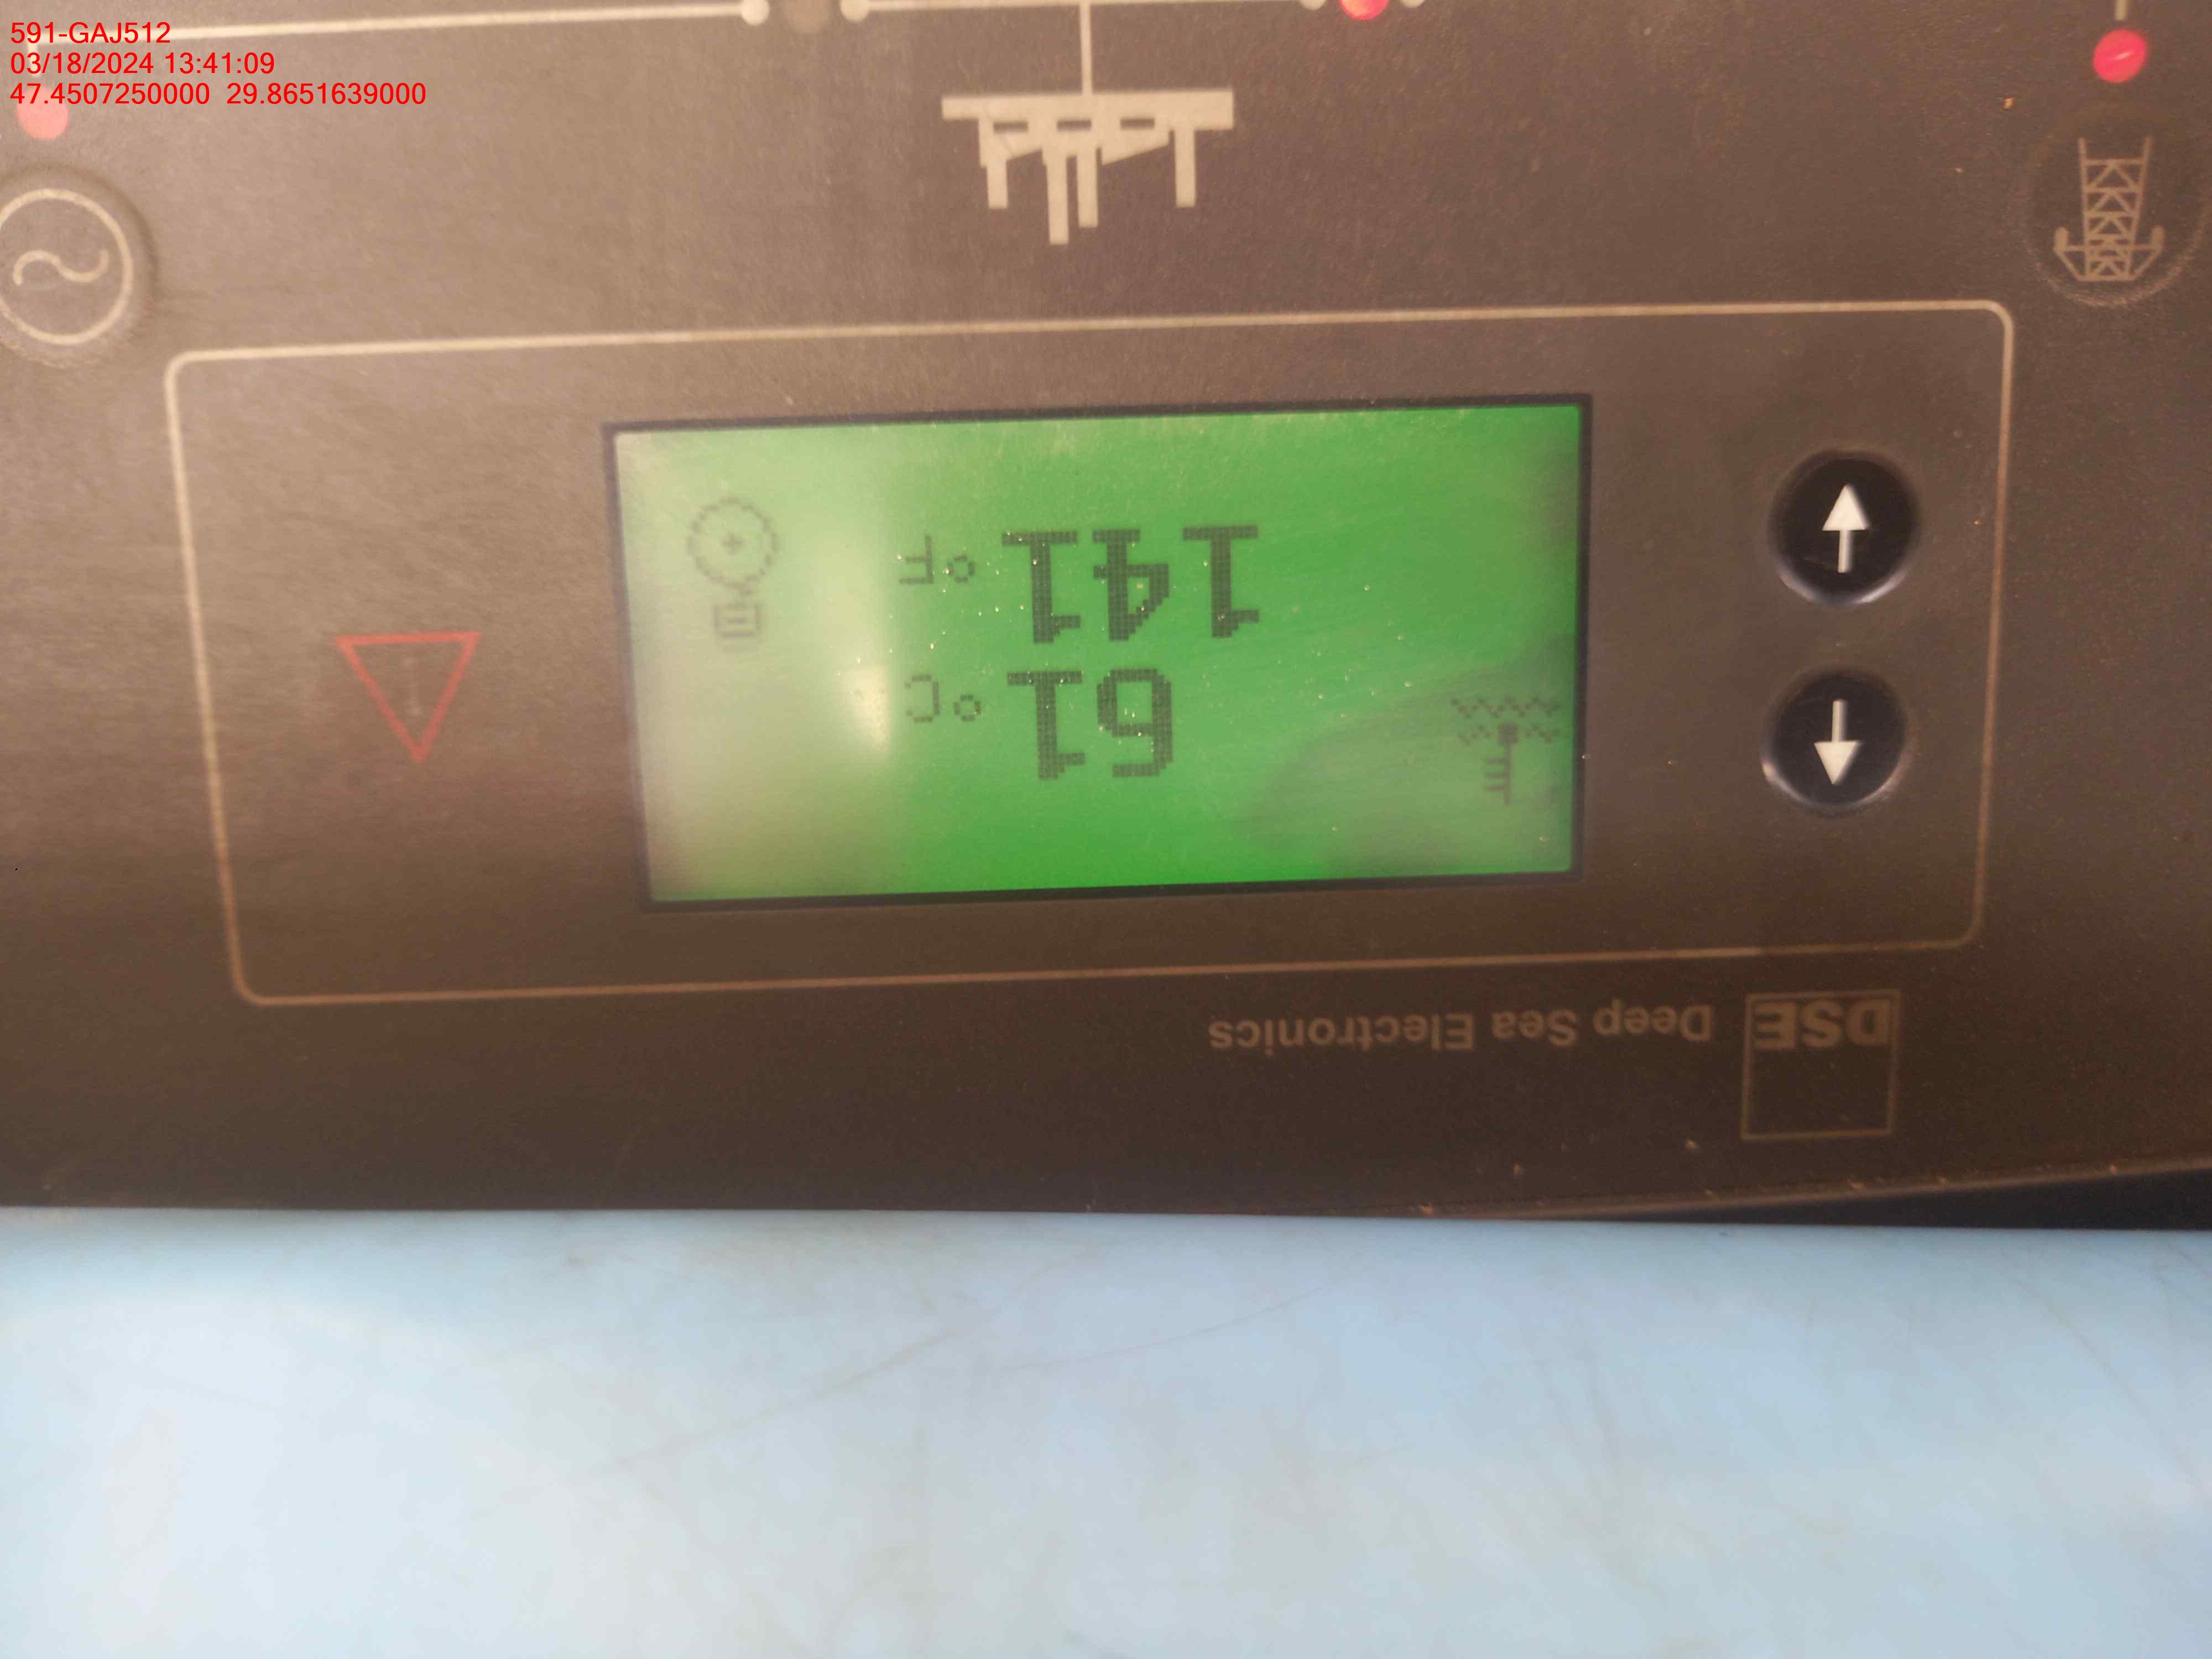 591-GAJ512
03/18/2024 13:41:09
47.4507250000 29.8651639000
DSE Deep Sea Electronics
61 °C
141 °F